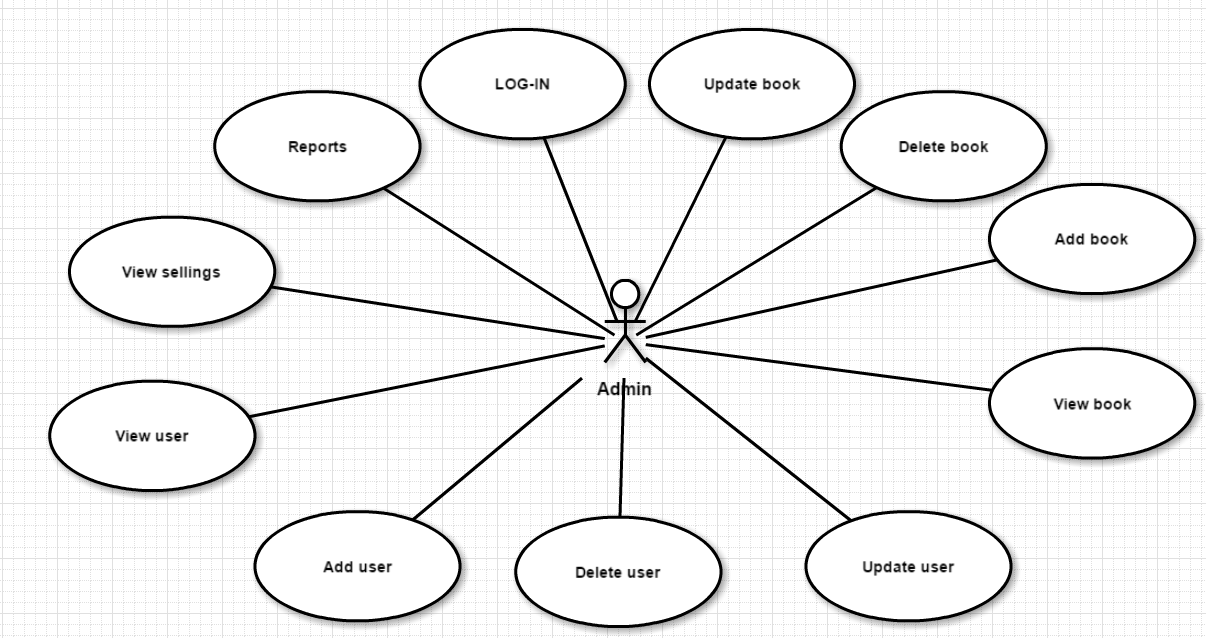 LOG-IN
Update book
Reports
Delete book
Add book
View sellings
Admin
View book
View user
Add user
Delete user
Update user